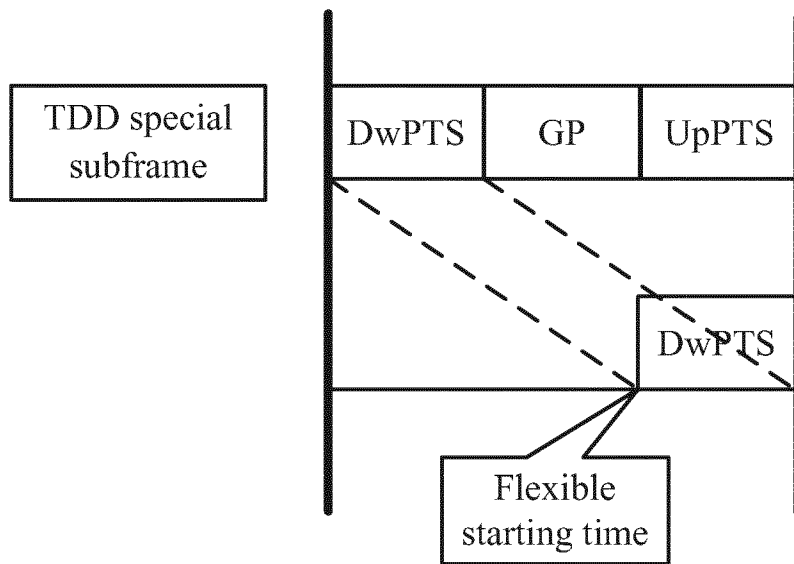 TDD special
subframe
DwPTS
GP
UpPTS
DwPTS
Flexible
starting time